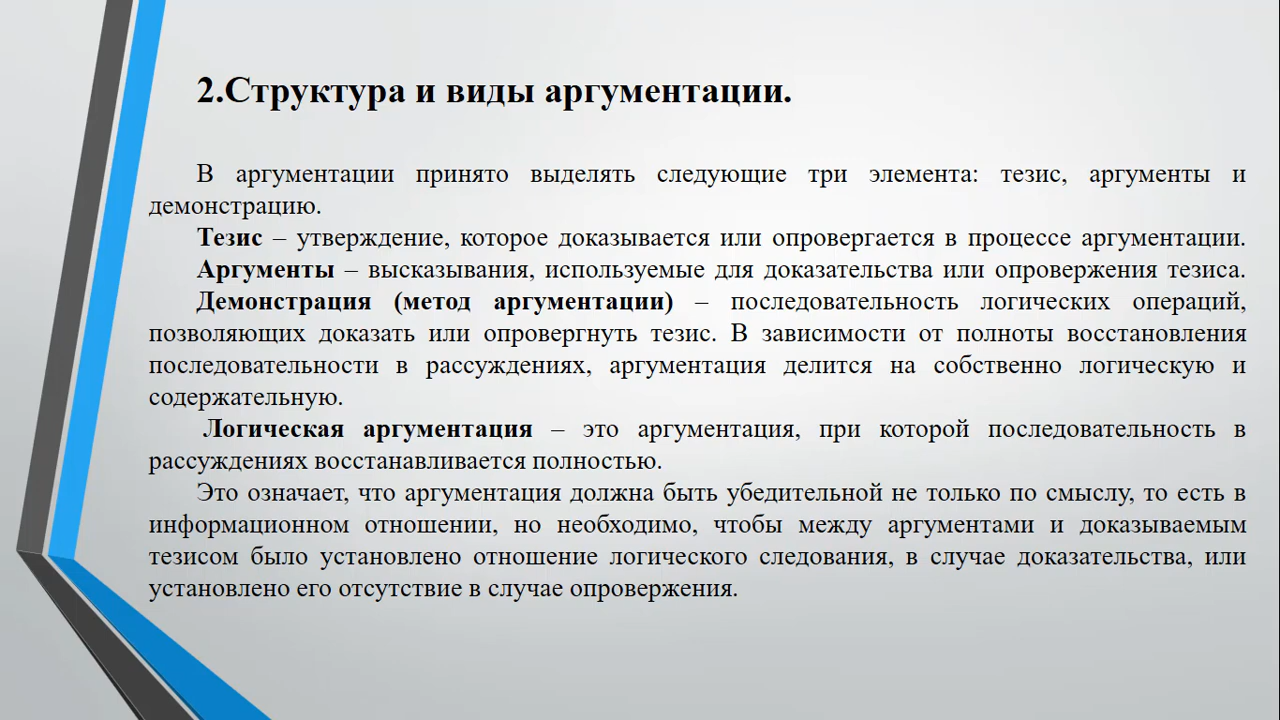 2.Структура и виды аргументации.
В аргументации принято выделять следующие три элемента: тезис, аргументы и
демонстрацию.
Тезис – утверждение, которое доказывается или опровергается в процессе аргументации.
Аргументы – высказывания, используемые для доказательства или опровержения тезиса.
Демонстрация (метод аргументации) – последовательность логических операций,
позволяющих доказать или опровергнуть тезис. В зависимости от полноты восстановления
последовательности в рассуждениях, аргументация делится на собственно логическую и
содержательную.
Логическая аргументация – это аргументация, при которой последовательность в
рассуждениях восстанавливается полностью.
Это означает, что аргументация должна быть убедительной не только по смыслу, то есть в
информационном отношении, но необходимо, чтобы между аргументами и доказываемым
тезисом было установлено отношение логического следования, в случае доказательства, или
установлено его отсутствие в случае опровержения.